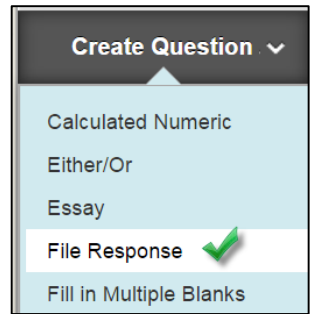 Create Question
Calculated Numeric
Either/Or
Essay
File Response
Fill in Multiple Blanks